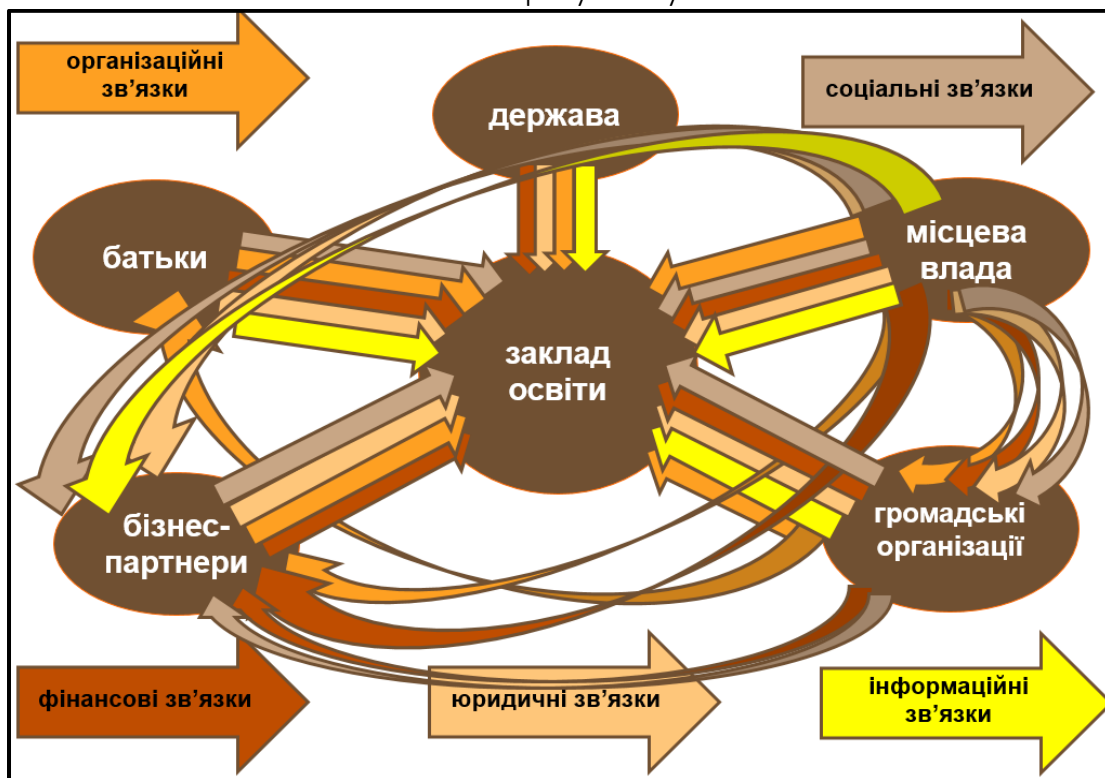 організаційні
зв’язки
соціальні зв’язки
держава
батьки
місцева
влада
заклад
освіти
бізнес-
партнери
громадські
організації
фінансові зв’язки
юридичні зв’язки
інформаційні
зв’язки